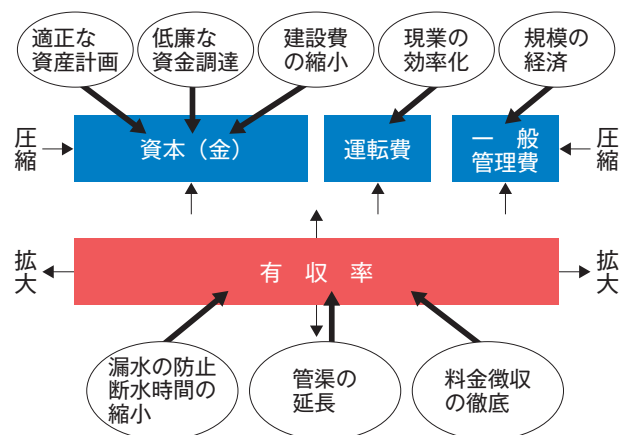 適正な
資産計画
低廉な
資金調達
建設費
の縮小
現業の
効率化
規模の
経済
圧縮
資本（金）
運転費
一　般
管理費
圧縮
拡大
有　収　率
拡大
漏水の防止
断水時間の
縮小
管渠の
延長
料金徴収
の徹底